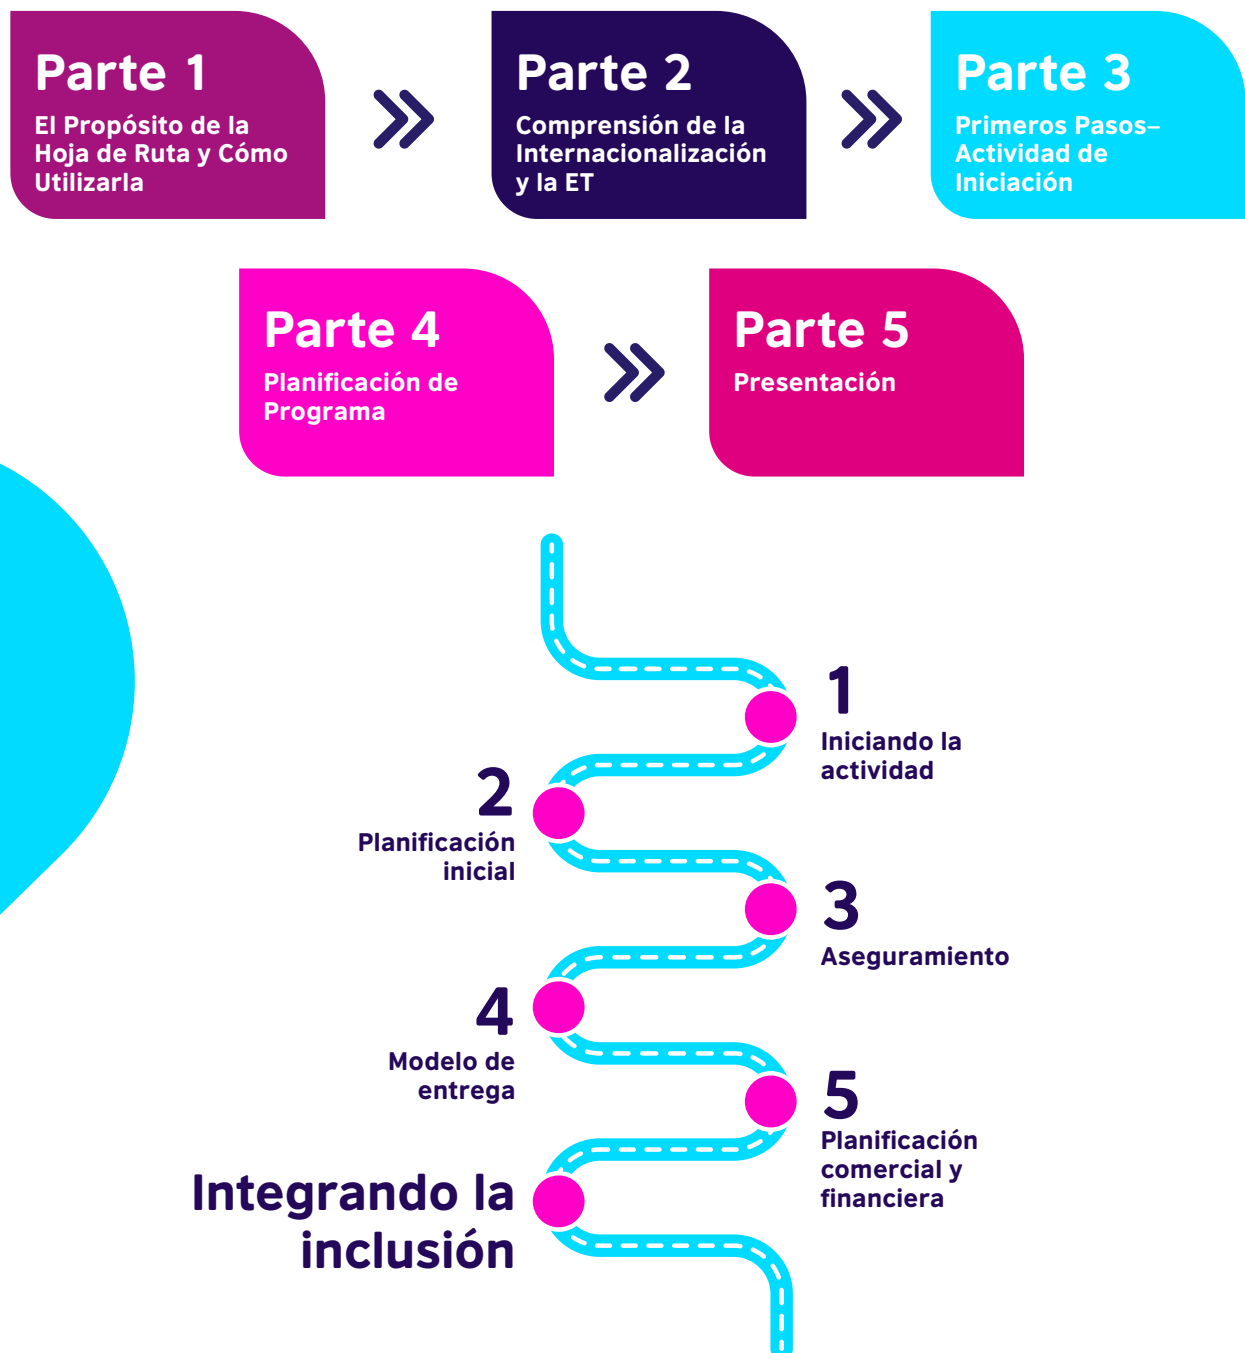 Parte 1
El Propósito de la
Hoja de Ruta y Cómo
Utilizarla
Parte 2
Comprensión de la
Internacionalización
y la ET
Parte 3
Primeros Pasos–
Actividad de
Iniciación
Parte 4
Planificación de
Programa
Parte 5
Presentación
1
Iniciando la
actividad
2
Planificación
inicial
3
Aseguramiento
4
Modelo de
entrega
5
Planificación
comercial y
financiera
Integrando la
inclusión